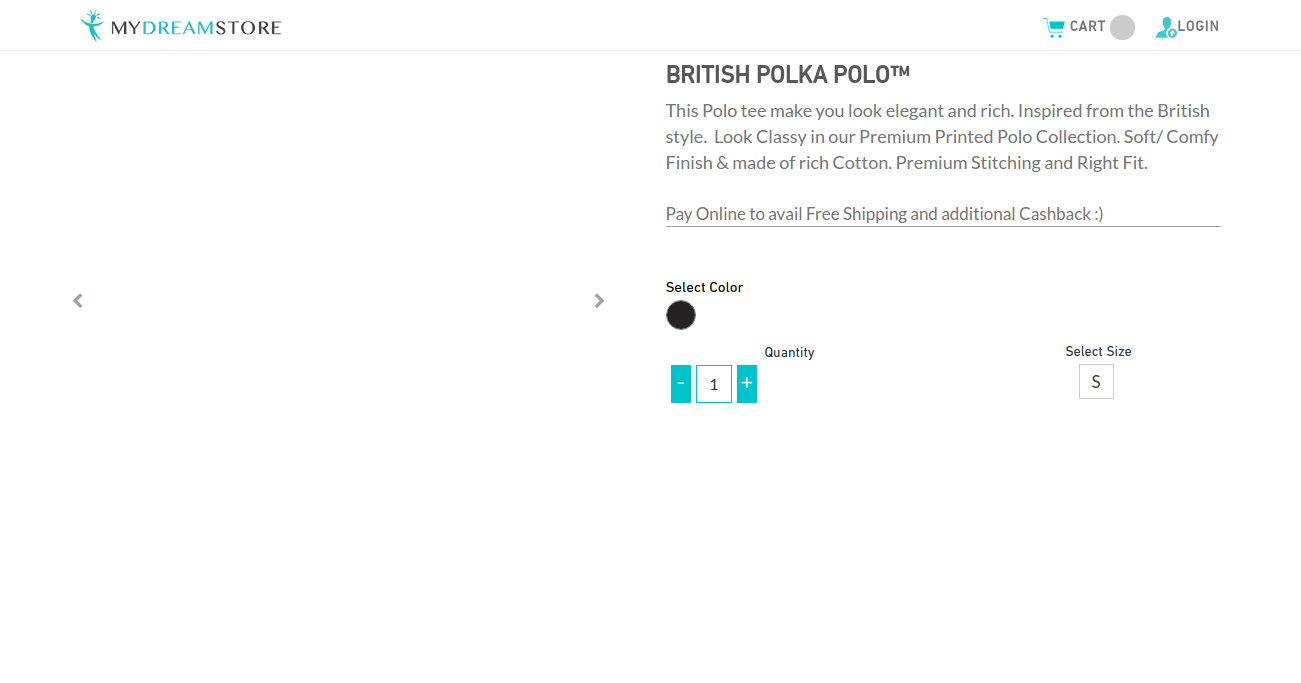 MYDREAMSTORE
CART
LOGIN
BRITISH POLKA POLO™
This Polo tee make you look elegant and rich. Inspired from the British
style.  Look Classy in our Premium Printed Polo Collection. Soft/ Comfy
Finish & made of rich Cotton. Premium Stitching and Right Fit.
Pay Online to avail Free Shipping and additional Cashback :)
Select Color
Quantity
Select Size
- 1 +
S